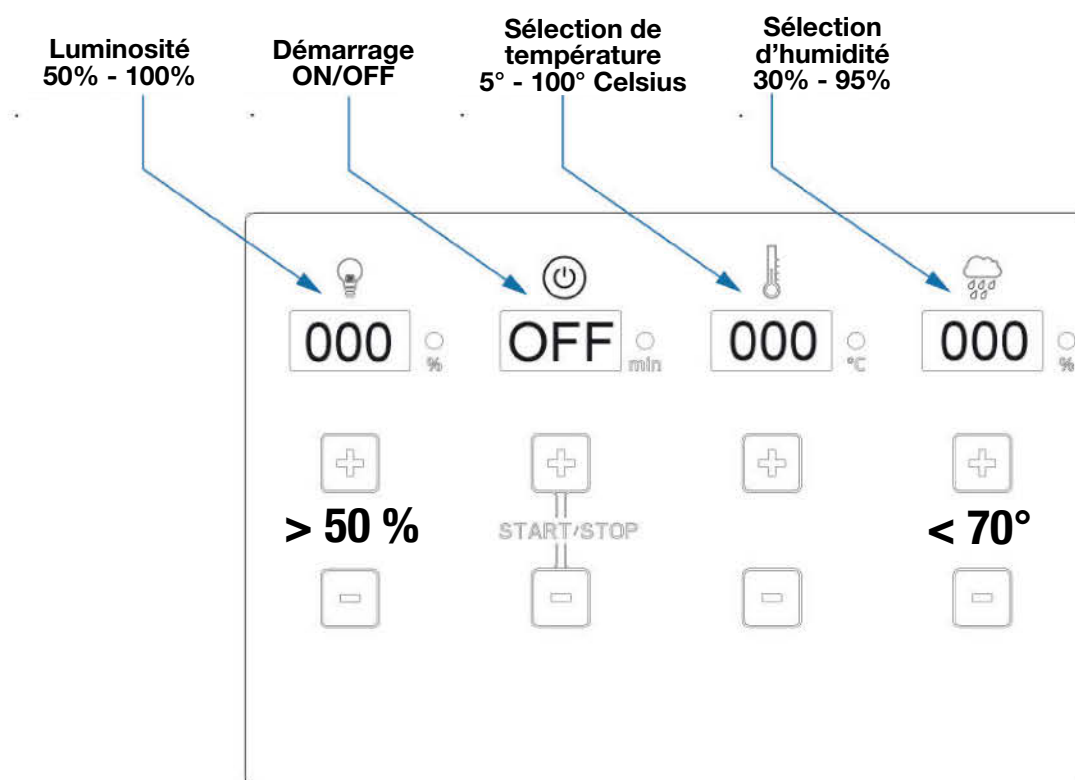 Luminosité
50% - 100%
Démarrage
ON/OFF
Sélection de
température
5° - 100° Celsius
Sélection
d'humidité
30% - 95%
000
%
OFF
min
000
°C
000
%
> 50 %
START/STOP
< 70°